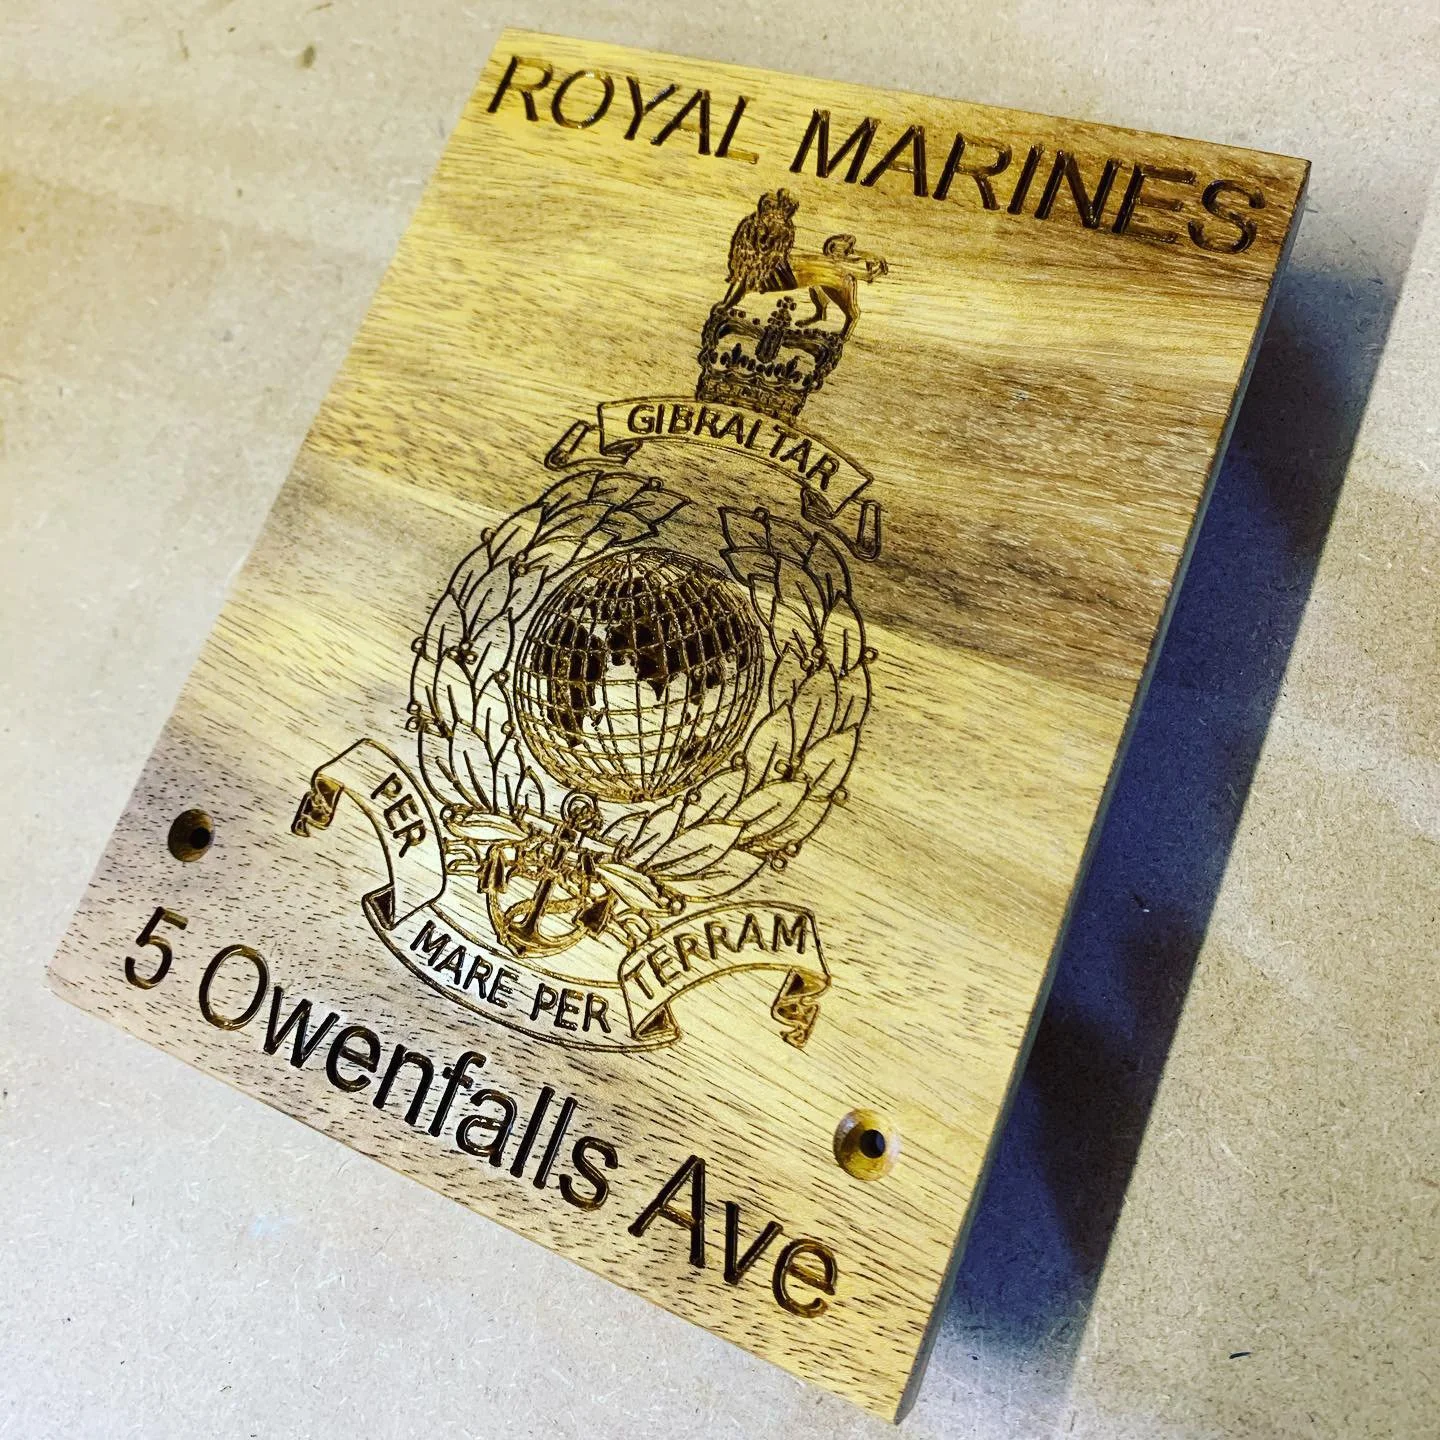 ROYAL MARINES
GIBRALTAR
PER
MARE PER
TERRAM
5 Owenfalls Ave